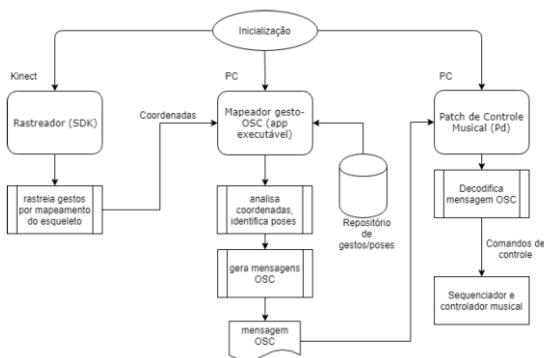 Inicialização
Kinect
PC
PC
Rastreador (SDK)
Coordenadas
Mapeador gesto-
OSC (app
executável)
Patch de Controle
Musical (Pd)
rastreia gestos
por mapeamento
do esqueleto
analisa
coordenadas,
identifica poses
Repositório
de
gestos/poses
Decodifica
mensagem OSC
gera mensagens
OSC
Comandos de
controle
mensagem
OSC
Sequenciador e
controlador musical